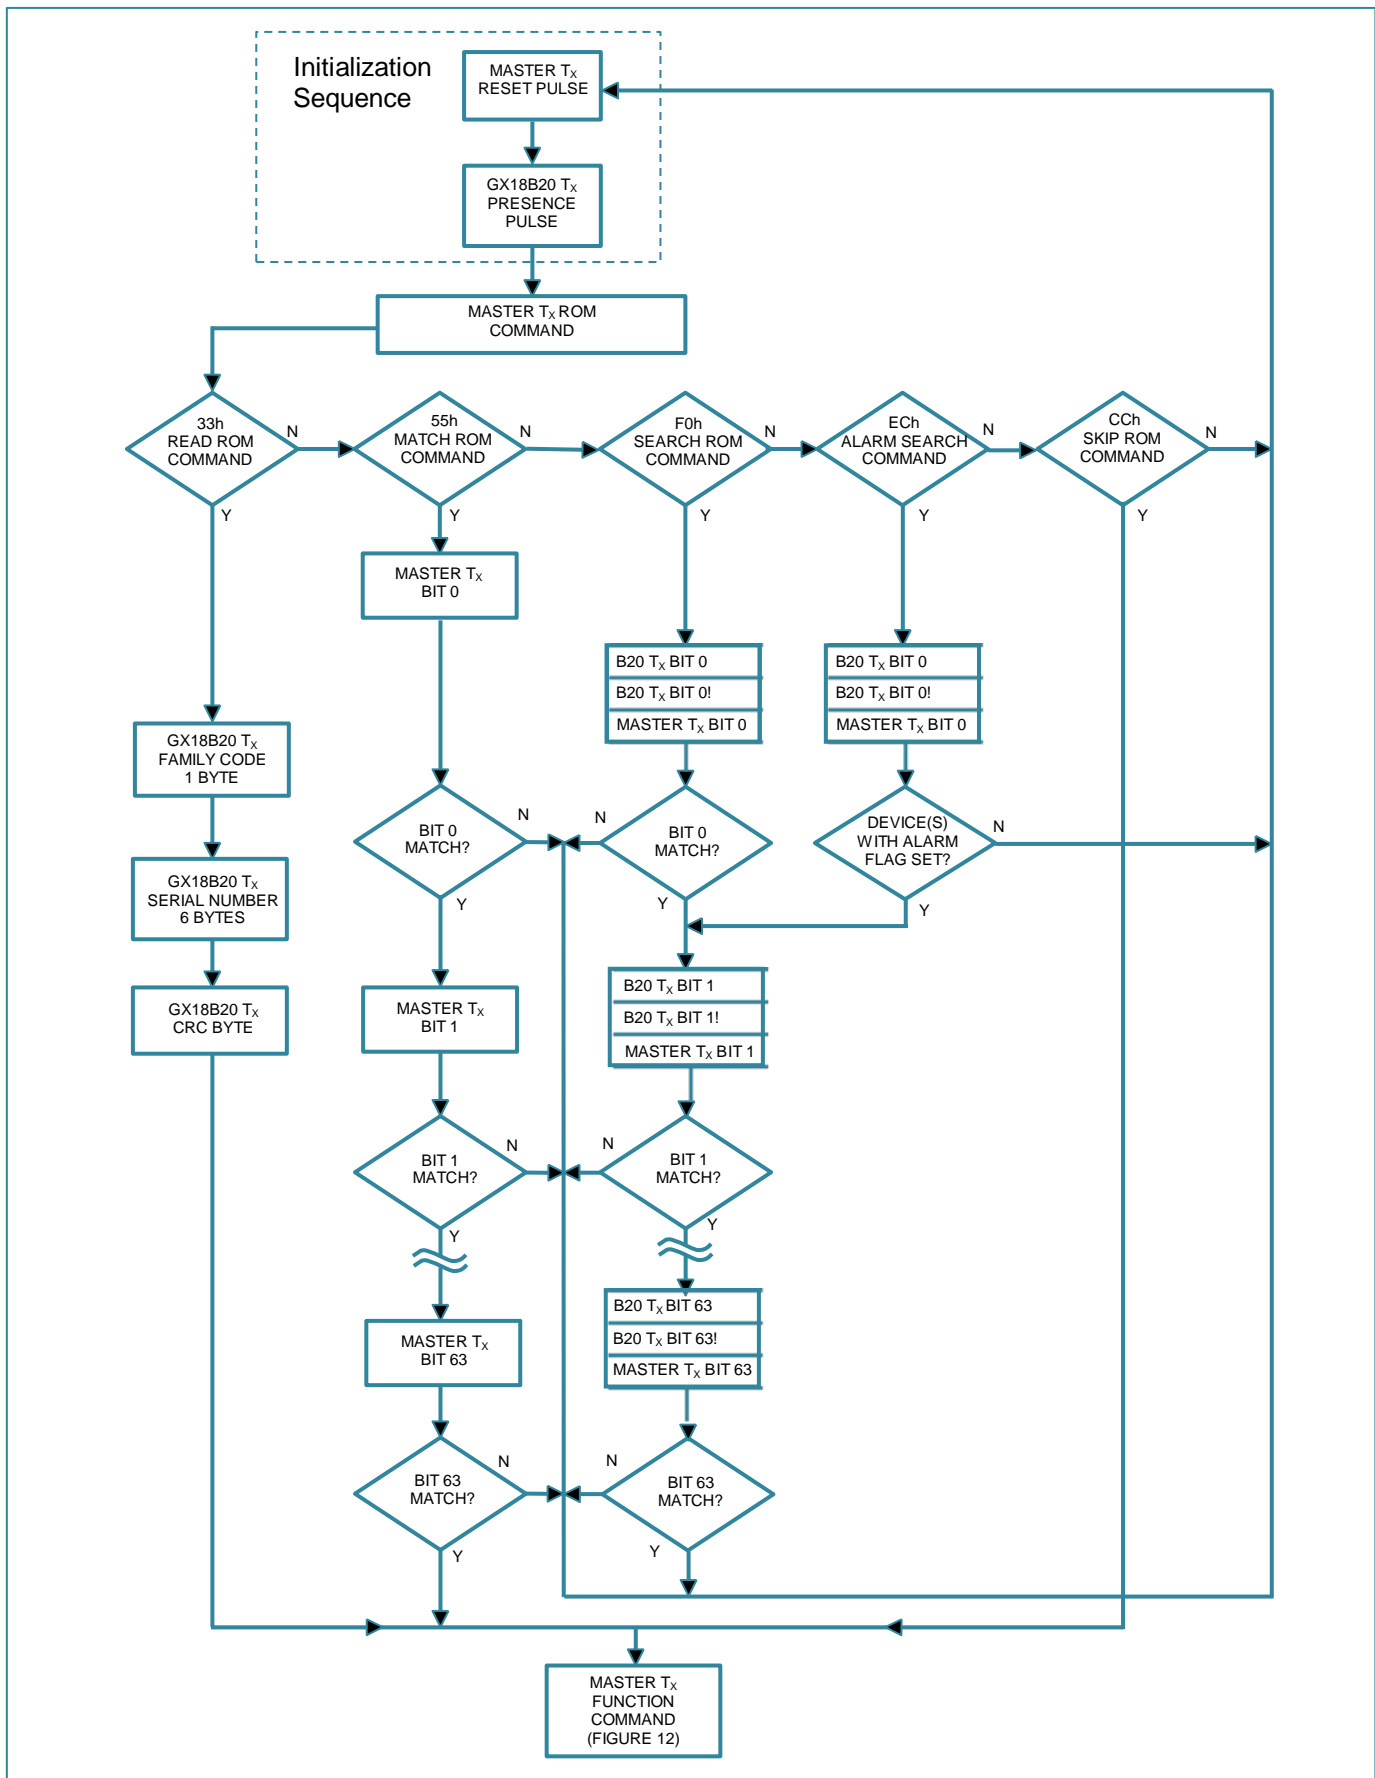 Initialization
Sequence
MASTER TX
RESET PULSE
GX18B20 TX
PRESENCE
PULSE
MASTER TX ROM
COMMAND
33h
READ ROM
COMMAND
N
Y
55h
MATCH ROM
COMMAND
N
Y
F0h
SEARCH ROM
COMMAND
N
Y
ECh
ALARM SEARCH
COMMAND
N
Y
CCh
SKIP ROM
COMMAND
N
Y
MASTER TX
BIT 0
B20 TX BIT 0
B20 TX BIT 0!
MASTER TX BIT 0
B20 TX BIT 0
B20 TX BIT 0!
MASTER TX BIT 0
GX18B20 TX
FAMILY CODE
1 BYTE
BIT 0
MATCH?
N
Y
N
BIT 0
MATCH?
Y
DEVICE(S)
WITH ALARM
FLAG SET?
N
Y
GX18B20 TX
SERIAL NUMBER
6 BYTES
GX18B20 TX
CRC BYTE
MASTER TX
BIT 1
B20 TX BIT 1
B20 TX BIT 1!
MASTER TX BIT 1
BIT 1
MATCH?
N
Y
N
BIT 1
MATCH?
Y
MASTER TX
BIT 63
B20 TX BIT 63
B20 TX BIT 63!
MASTER TX BIT 63
BIT 63
MATCH?
N
Y
N
BIT 63
MATCH?
Y
MASTER TX
FUNCTION
COMMAND
(FIGURE 12)